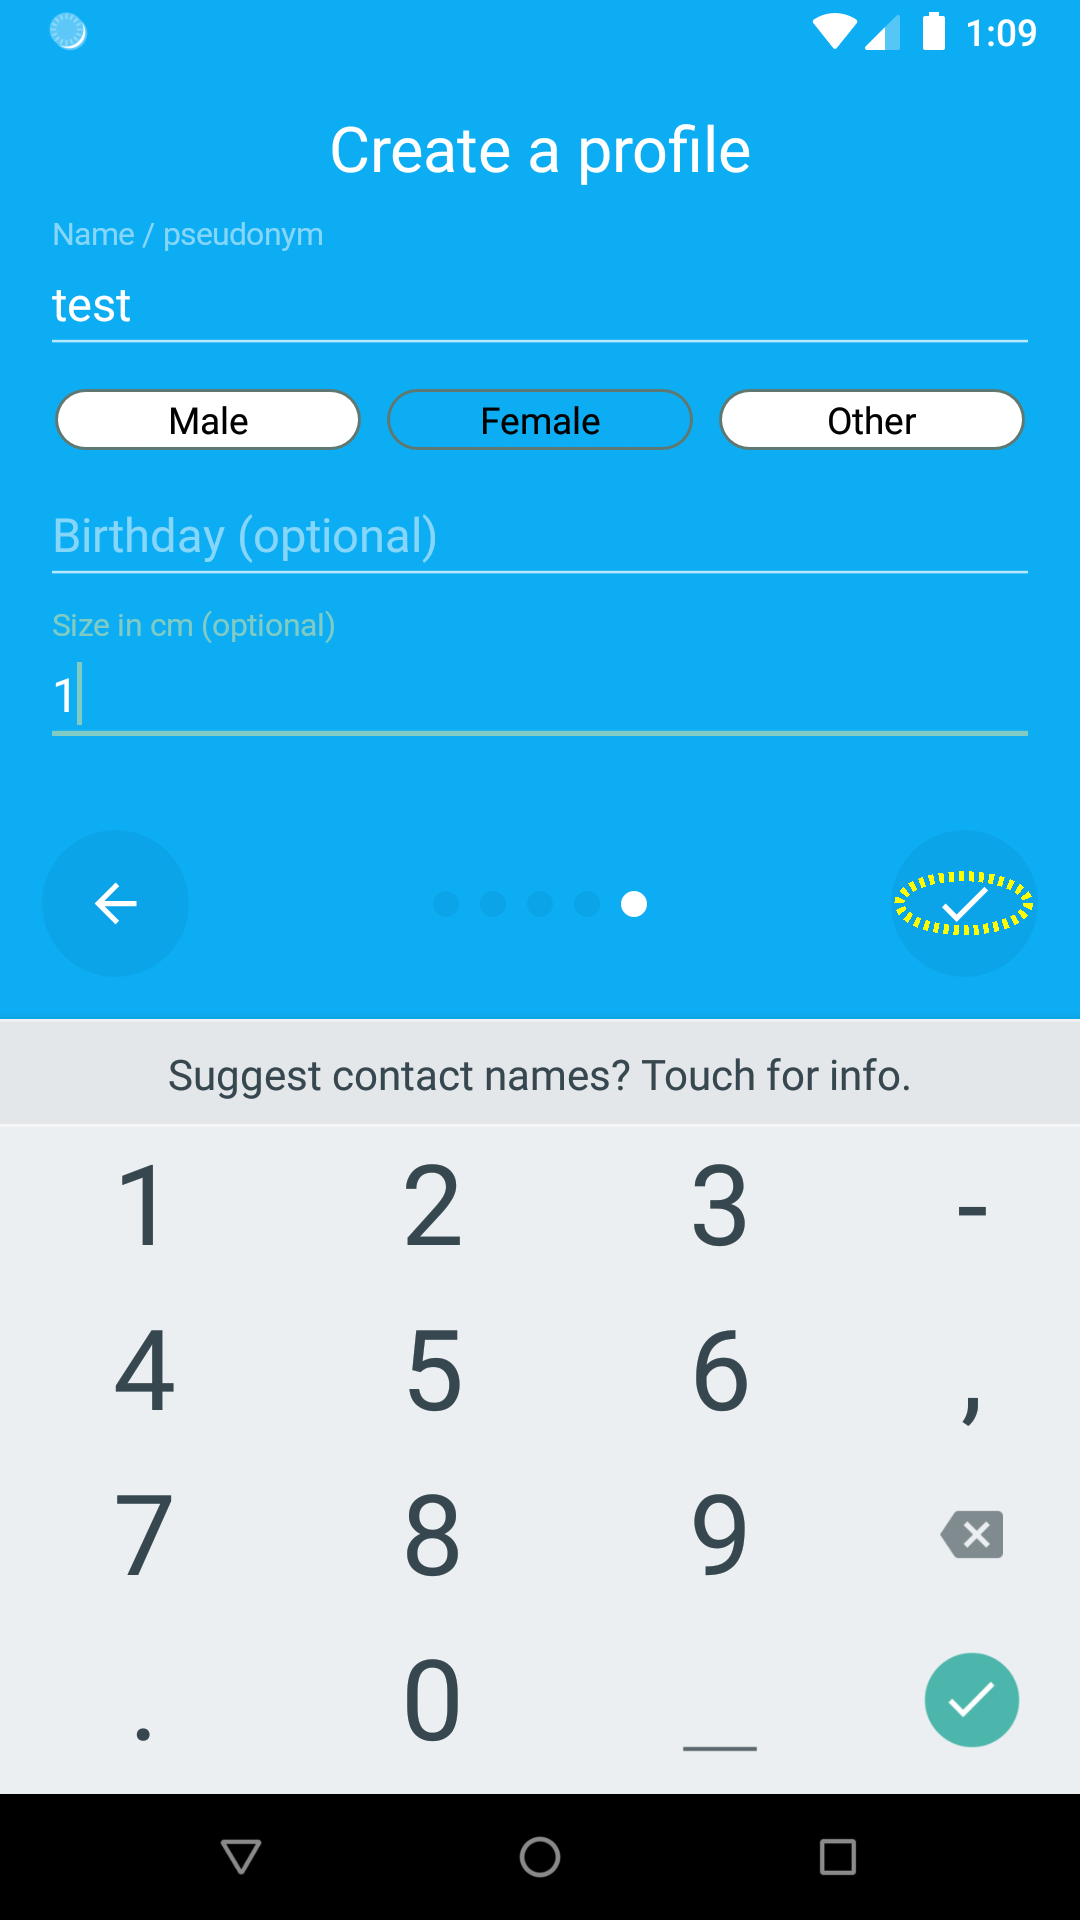 1:09
Create a profile
Name / pseudonym
test
Male Female Other
Birthday (optional)
Size in cm (optional)
1
Suggest contact names? Touch for info.
1 2 3 -
4 5 6 ,
7 8 9
. 0 _